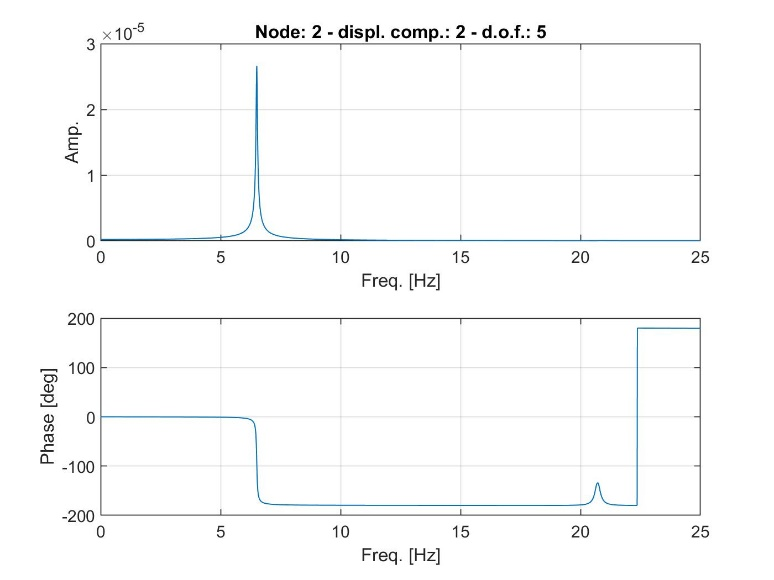 Node: 2 - displ. comp.: 2 - d.o.f.: 5
×10-5
3
2
1
0
Amp.
0 5 10 15 20 25
Freq. [Hz]
200
100
0
-100
-200
Phase [deg]
0 5 10 15 20 25
Freq. [Hz]